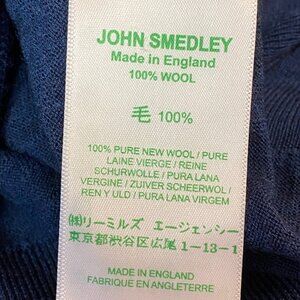 JOHN SMEDLEY
Made in England
100% WOOL
毛 100%
100% PURE NEW WOOL / PURE
LAINE VIERGE / REINE
SCHURWOLLE / PURA LANA
VERGINE / ZUIVER SCHEERWOL /
REN Y ULD / PURA LANA VIRGEM
㈱リーミルズ エージェンシー
東京都渋谷区広尾1-13-1
MADE IN ENGLAND
FABRIQUE EN ANGLETERRE